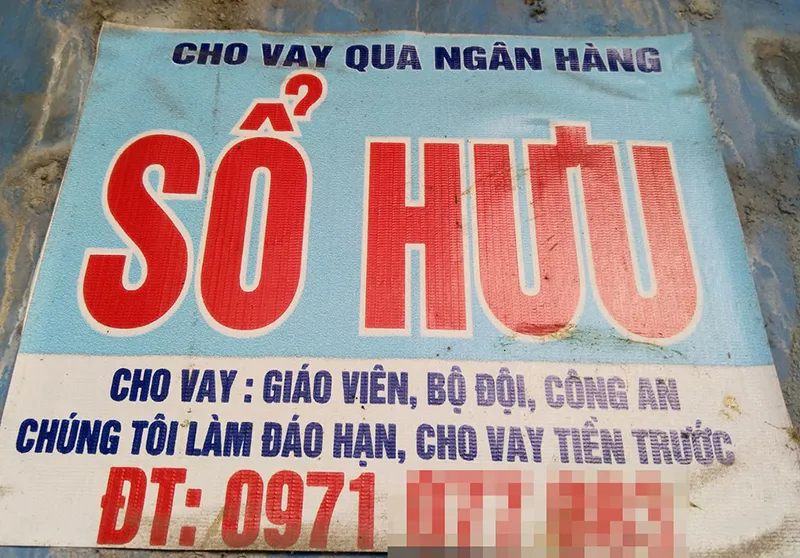 CHO VAY QUA NGÂN HÀNG
SỔ HƯU
CHO VAY : GIÁO VIÊN, BỘ ĐỘI, CÔNG AN
CHÚNG TÔI LÀM ĐÁO HẠN, CHO VAY TIỀN TRƯỚC
ĐT: 0971